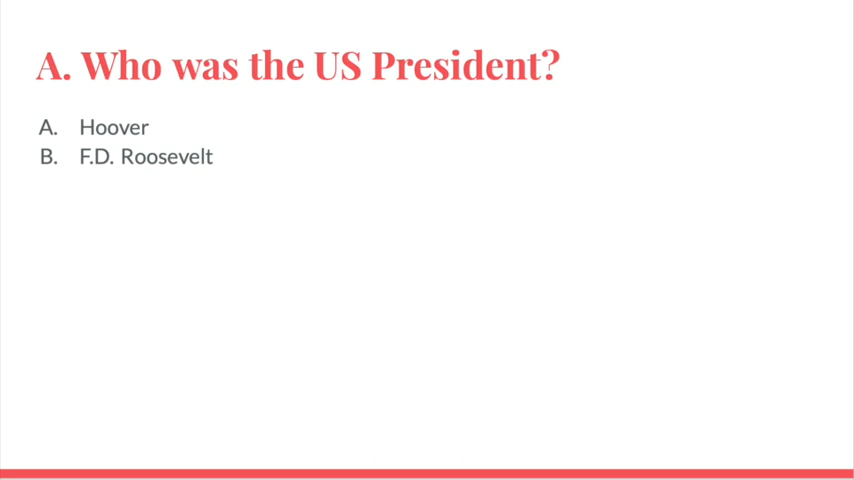 A. Who was the US President?
A. Hoover
B. F.D. Roosevelt